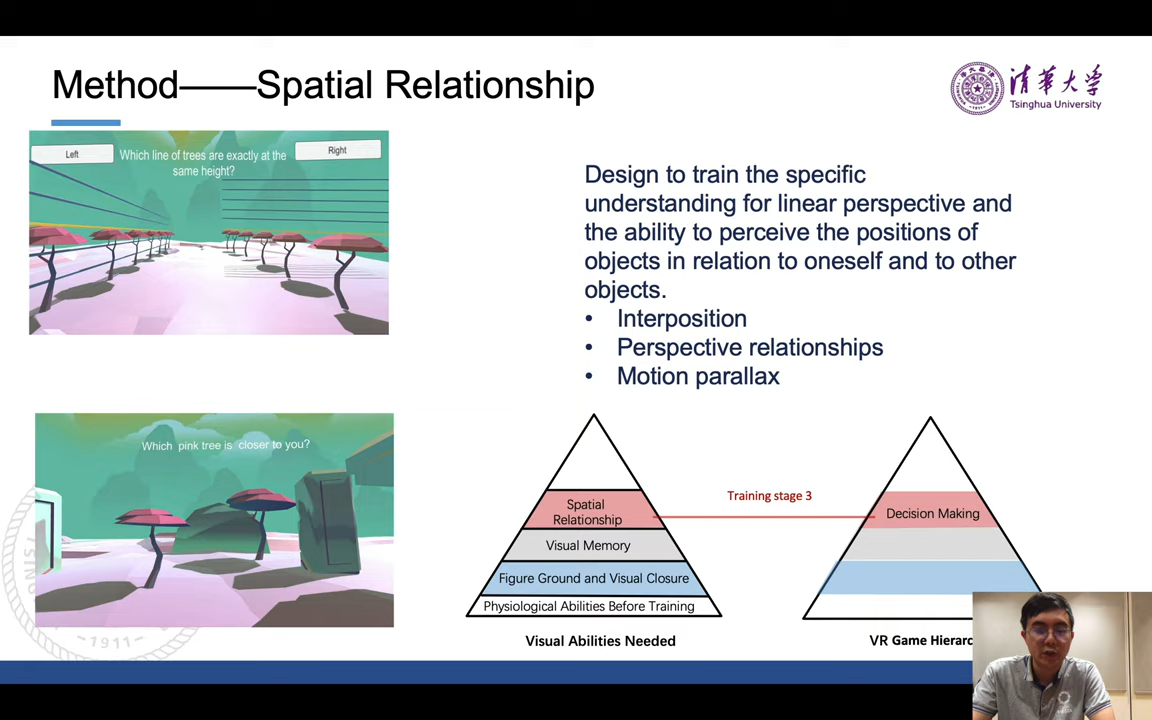 Method——Spatial Relationship
清华大学
Tsinghua University
Left
Which line of trees are exactly at the
same height?
Right
Design to train the specific
understanding for linear perspective and
the ability to perceive the positions of
objects in relation to oneself and to other
objects.
• Interposition
• Perspective relationships
• Motion parallax
Which pink tree is closer to you?
Training stage 3
Spatial
Relationship
Visual Memory
Figure Ground and Visual Closure
Physiological Abilities Before Training
Visual Abilities Needed
Decision Making
VR Game Hierarc
1911